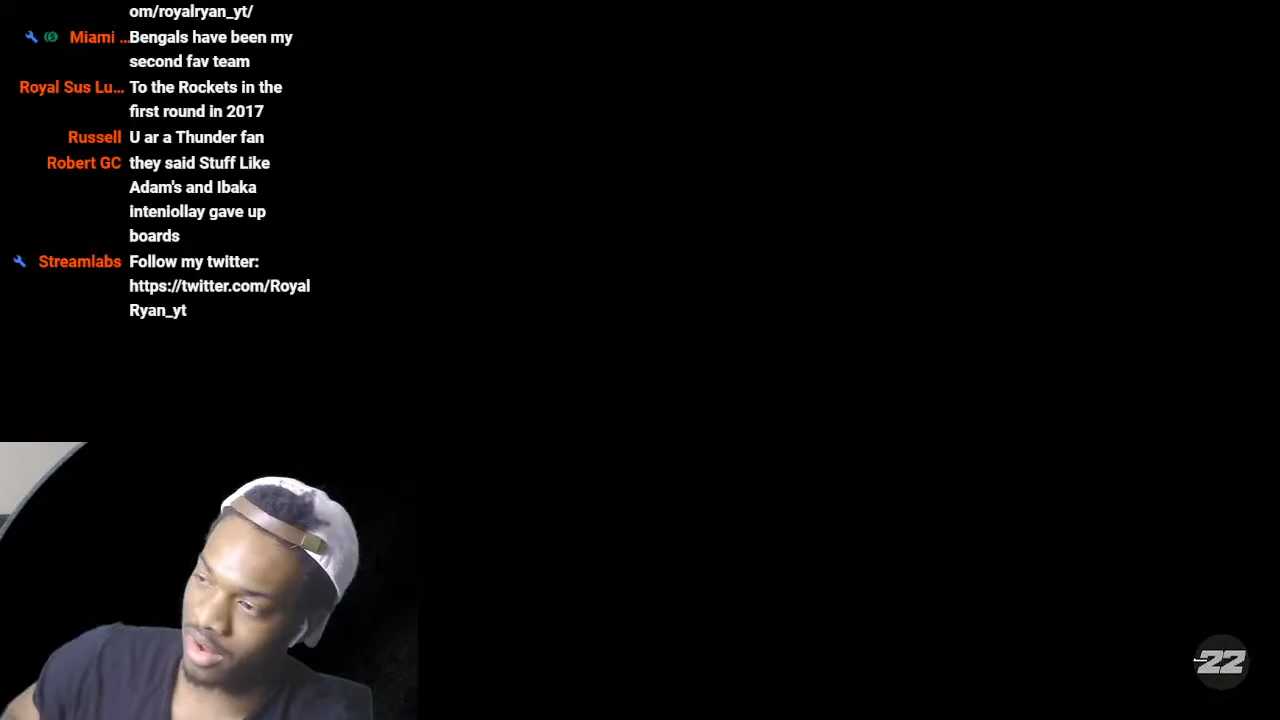 om/royalryan_yt/
Miami ... Bengals have been my
second fav team
Royal Sus Lu... To the Rockets in the
first round in 2017
Russell U ar a Thunder fan
Robert GC they said Stuff Like
Adam's and Ibaka
inteniollay gave up
boards
Streamlabs Follow my twitter:
https://twitter.com/Royal
Ryan_yt
22